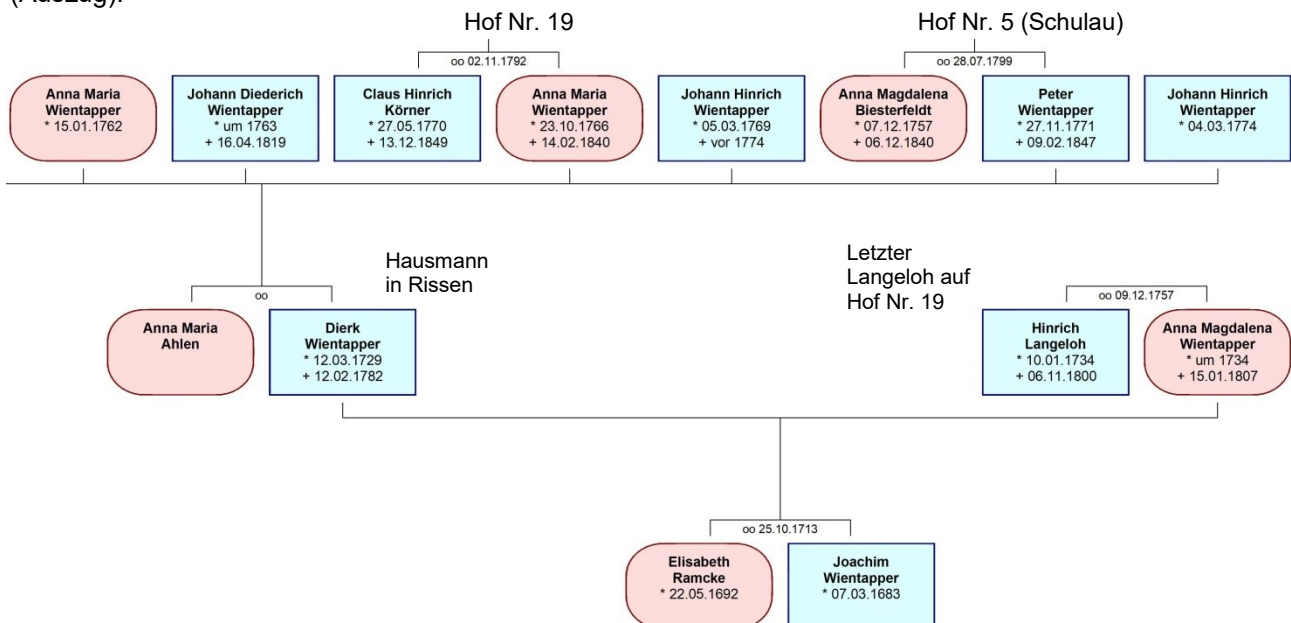 (Auszug):
Hof Nr. 19
Hof Nr. 5 (Schulau)
oo 02.11.1792
oo 28.07.1799
Anna Maria
Wientapper
* 15.01.1762
Johann Diederich
Wientapper
* um 1763
+ 16.04.1819
Claus Hinrich
Körner
* 27.05.1770
+ 13.12.1849
Anna Maria
Wientapper
* 23.10.1766
+ 14.02.1840
Johann Hinrich
Wientapper
* 05.03.1769
+ vor 1774
Anna Magdalena
Biesterfeldt
* 07.12.1757
+ 06.12.1840
Peter
Wientapper
* 27.11.1771
+ 09.02.1847
Johann Hinrich
Wientapper
* 04.03.1774
Hausmann
in Rissen
Letzter
Langeloh auf
Hof Nr. 19
oo
oo 09.12.1757
Anna Maria
Ahlen
Dierk
Wientapper
* 12.03.1729
+ 12.02.1782
Hinrich
Langeloh
* 10.01.1734
+ 06.11.1800
Anna Magdalena
Wientapper
* um 1734
+ 15.01.1807
oo 25.10.1713
Elisabeth
Ramcke
* 22.05.1692
Joachim
Wientapper
* 07.03.1683